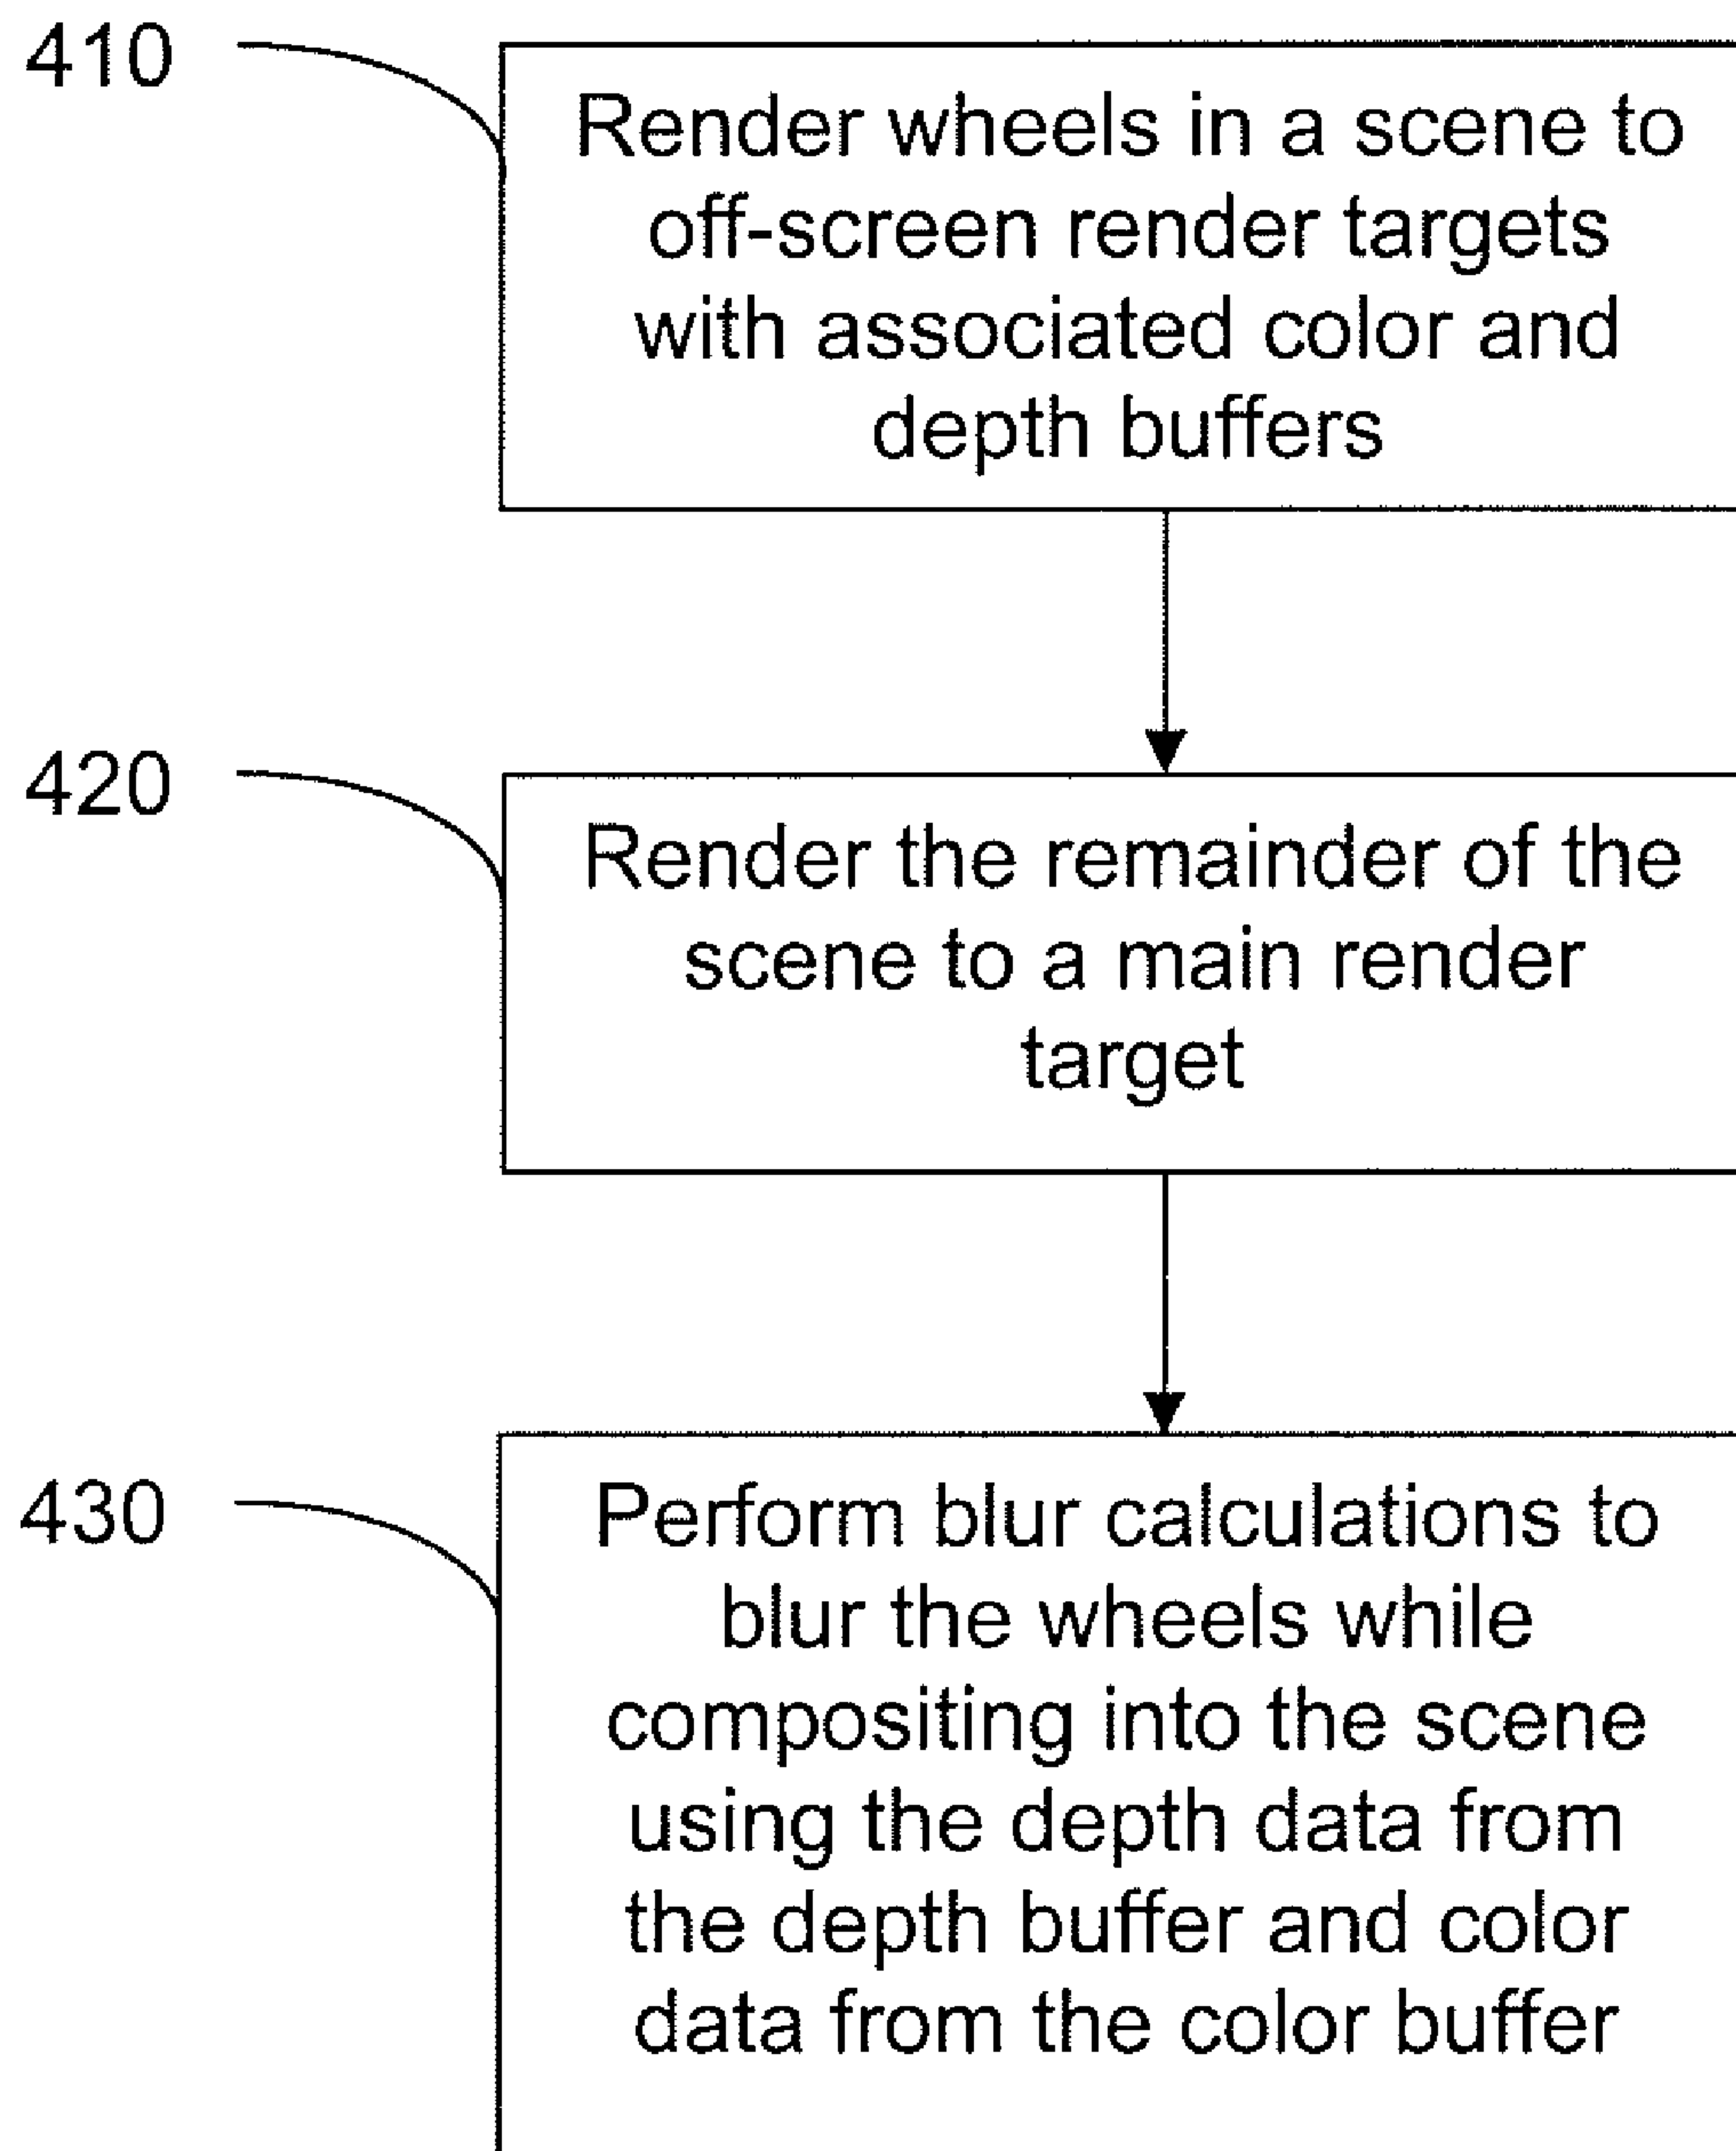 410
Render wheels in a scene to
off-screen render targets
with associated color and
depth buffers
420
Render the remainder of the
scene to a main render
target
430
Perform blur calculations to
blur the wheels while
compositing into the scene
using the depth data from
the depth buffer and color
data from the color buffer